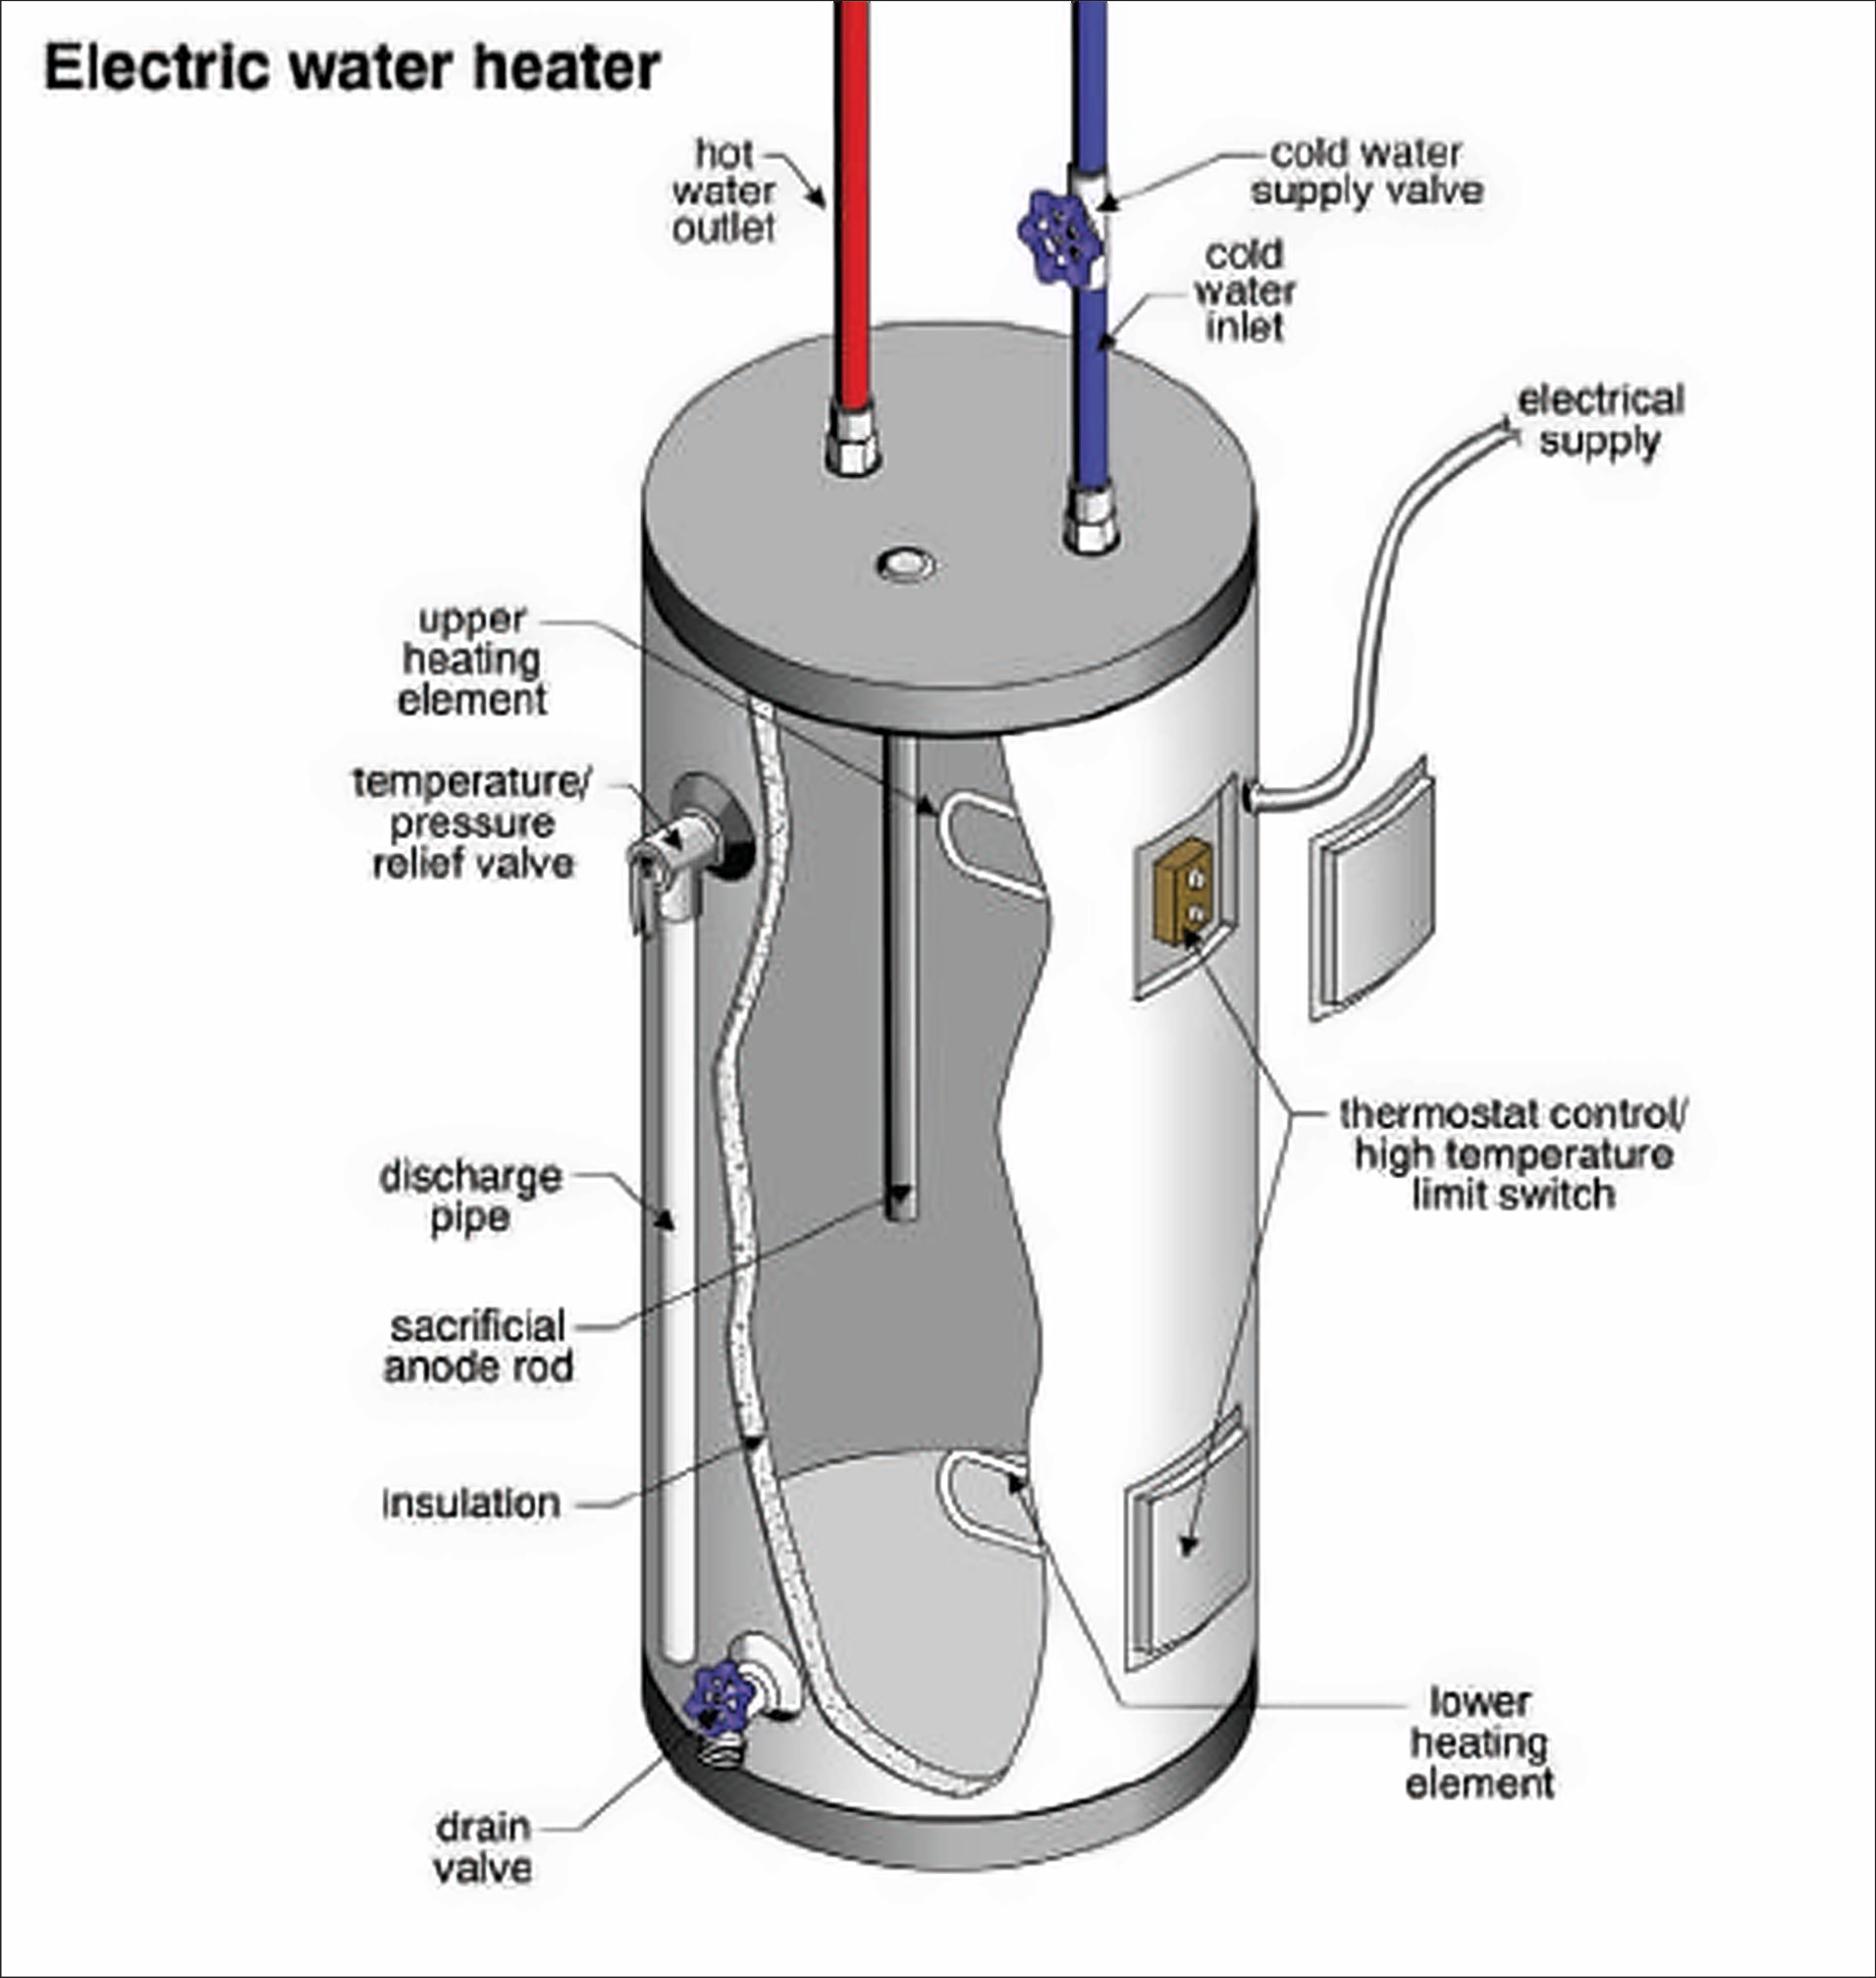 Electric water heater
hot
water
outlet
cold water
supply valve
cold
water
inlet
electrical
supply
upper
heating
element
temperature/
pressure
relief valve
thermostat control/
high temperature
limit switch
discharge
pipe
sacrificial
anode rod
insulation
lower
heating
element
drain
valve